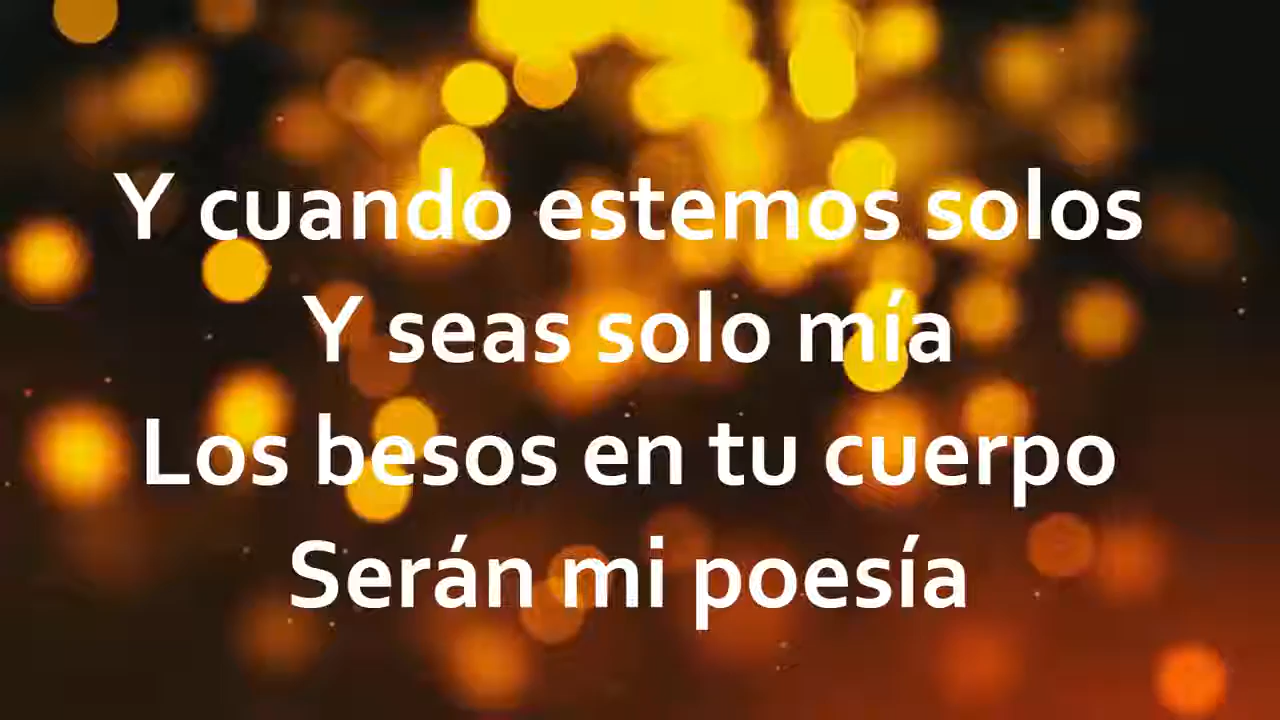 Y cuando estemos solos
Y seas solo mía
Los besos en tu cuerpo
Serán mi poesía